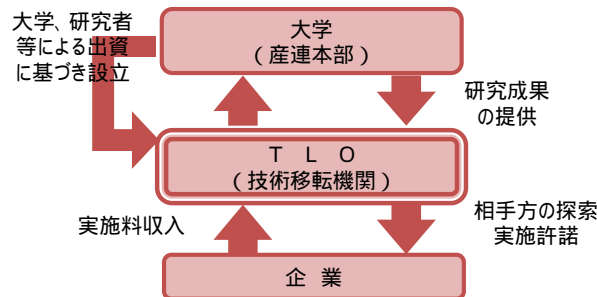 大学、研究者
等による出資
に基づき設立
大学
（産連本部）
研究成果
の提供
Ｔ Ｌ Ｏ
（技術移転機関）
実施料収入
相手方の探索
実施許諾
企 業